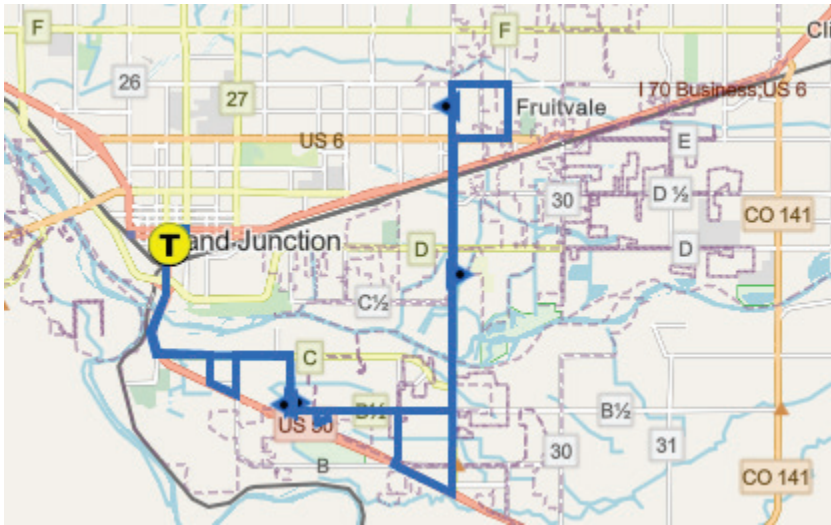 F
F
Cli
26
27
I 70 Business,US 6
Fruitvale
US 6
E
30
D ½
CO 141
T
and Junction
D
D
C½
C
B½
B½
US 50
30
31
B
CO 141